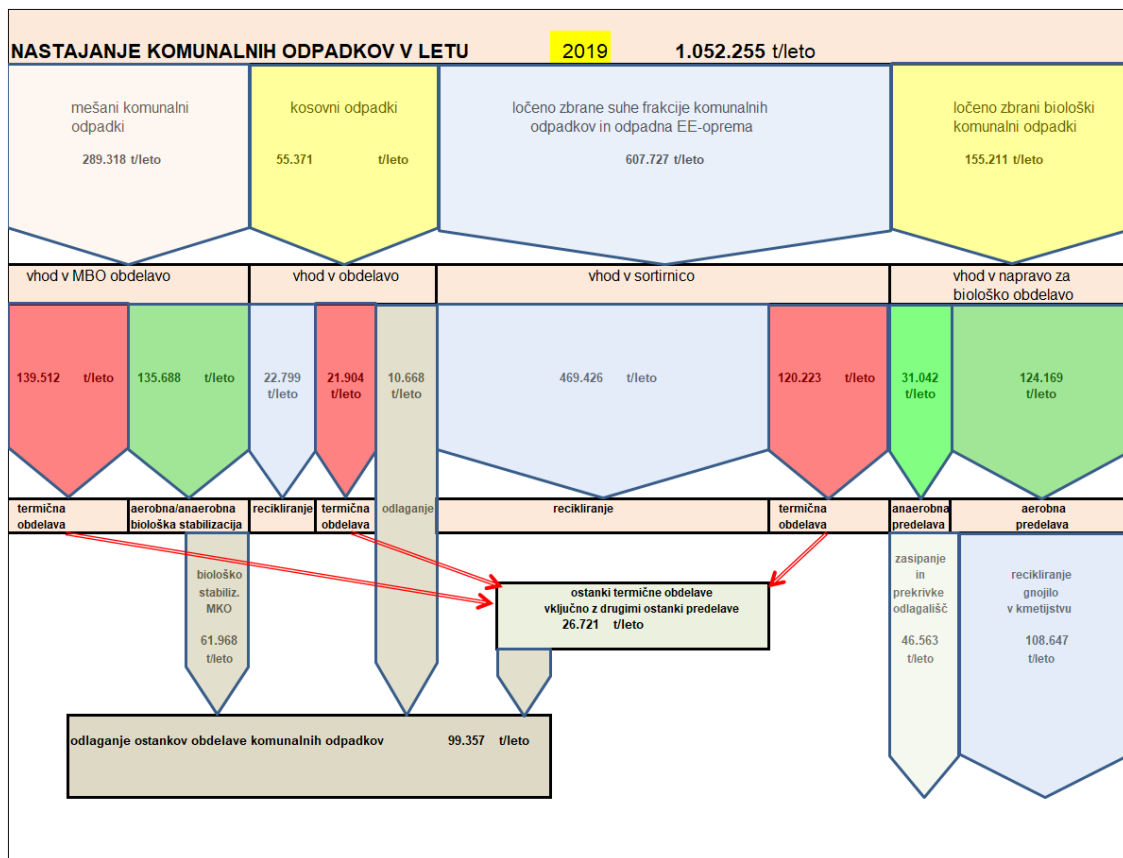 NASTAJANJE KOMUNALNIH ODPADKOV V LETU 2019 1.052.255 t/leto
mešani komunalni
odpadki
289.318 t/leto
kosovni odpadki
55.371 t/leto
ločeno zbrane suhe frakcije komunalnih
odpadkov in odpadna EE-oprema
607.727 t/leto
ločeno zbrani biološki
komunalni odpadki
155.211 t/leto
vhod v MBO obdelavo
vhod v obdelavo
vhod v sortirnico
vhod v napravo za
biološko obdelavo
139.512 t/leto
135.688 t/leto
22.799
t/leto
21.904
t/leto
10.668
t/leto
469.426 t/leto
120.223 t/leto
31.042
t/leto
124.169
t/leto
termična
obdelava
aerobna/anaerobna
biološka stabilizacija
recikliranje
termična
obdelava
odlaganje
recikliranje
termična
obdelava
anaerobna
predelava
aerobna
predelava
biološko
stabiliz.
MKO
61.968
t/leto
ostanki termične obdelave
vključno z drugimi ostanki predelave
26.721 t/leto
zasipanje
in
prekrivke
odlagališč
46.563
t/leto
recikliranje
gnojilo
v kmetijstvu
108.647
t/leto
odlaganje ostankov obdelave komunalnih odpadkov 99.357 t/leto